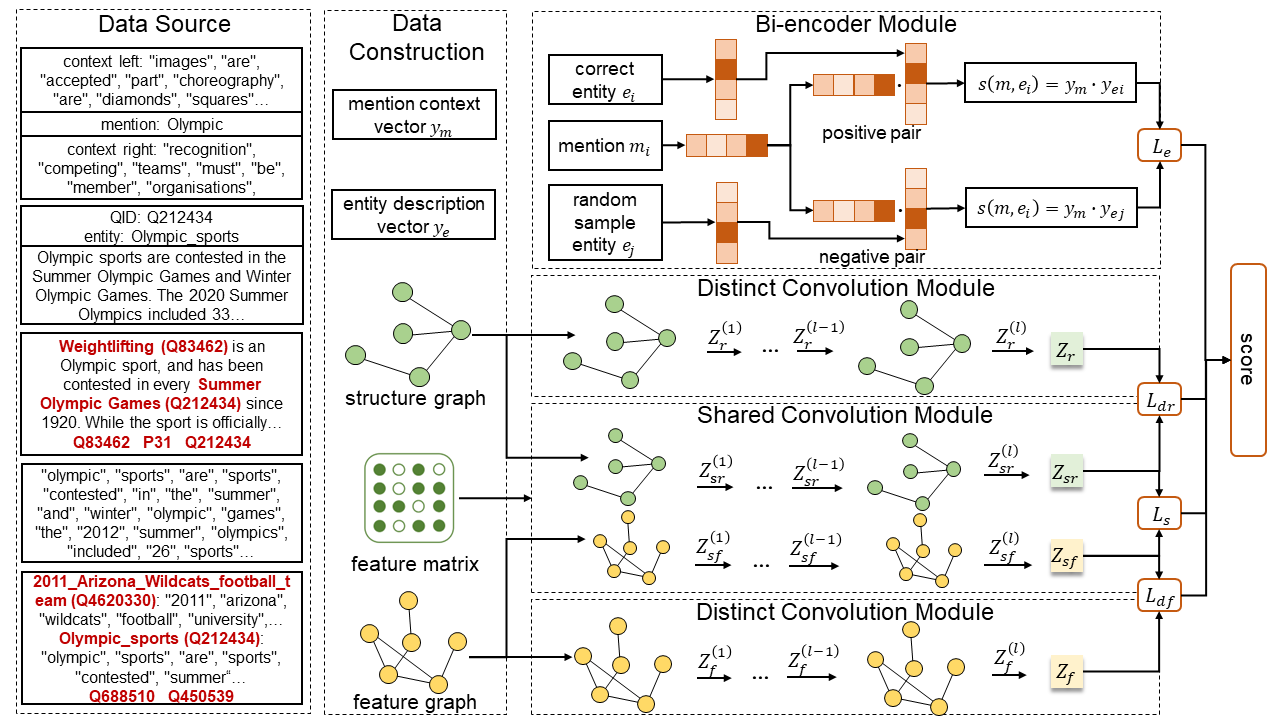 Data Source
context left: "images", "are",
"accepted", "part", "choreography",
"are", "diamonds", "squares"…
mention: Olympic
context right: "recognition",
"competing", "teams", "must", "be",
"member", "organisations",
QID: Q212434
entity: Olympic_sports
Olympic sports are contested in the
Summer Olympic Games and Winter
Olympic Games. The 2020 Summer
Olympics included 33…
Weightlifting (Q83462) is an
Olympic sport, and has been
contested in every Summer
Olympic Games (Q212434) since
1920. While the sport is officially…
Q83462 P31 Q212434
"olympic", "sports", "are", "sports",
"contested", "in", "the", "summer",
"and", "winter", "olympic", "games",
"the", "2012", "summer", "olympics",
"included", "26", "sports"…
2011_Arizona_Wildcats_football_t
eam (Q4620330): "2011", "arizona",
"wildcats", "football", "university",…
Olympic_sports (Q212434):
"olympic", "sports", "are", "sports",
"contested", "summer"…
Q688510 Q450539
Data
Construction
mention context
vector y_m
entity description
vector y_e
structure graph
feature matrix
feature graph
Bi-encoder Module
correct
entity e_i
mention m_i
random
sample
entity e_j
positive pair
negative pair
s(m, e_i) = y_m · y_{ei}
s(m, e_i) = y_m · y_{ej}
L_e
Distinct Convolution Module
Z_r^{(1)} … Z_r^{(l-1)} Z_r^{(l)} Z_r
L_{dr}
Shared Convolution Module
Z_{sr}^{(1)} … Z_{sr}^{(l-1)} Z_{sr}^{(l)} Z_{sr}
L_s
Z_{sf}^{(1)} … Z_{sf}^{(l-1)} Z_{sf}^{(l)} Z_{sf}
L_{df}
Distinct Convolution Module
Z_f^{(1)} … Z_f^{(l-1)} Z_f^{(l)} Z_f
score